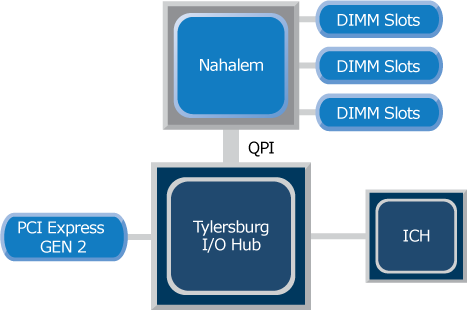 DIMM Slots
Nahalem
DIMM Slots
DIMM Slots
QPI
PCI Express
GEN 2
Tylersburg
I/O Hub
ICH